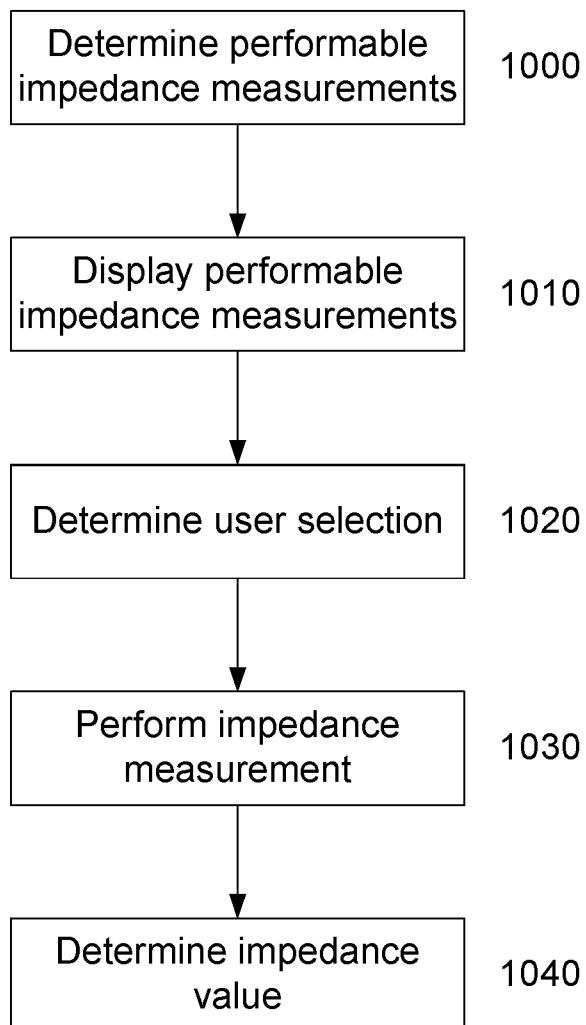 Determine performable
impedance measurements
1000
Display performable
impedance measurements
1010
Determine user selection
1020
Perform impedance
measurement
1030
Determine impedance
value
1040